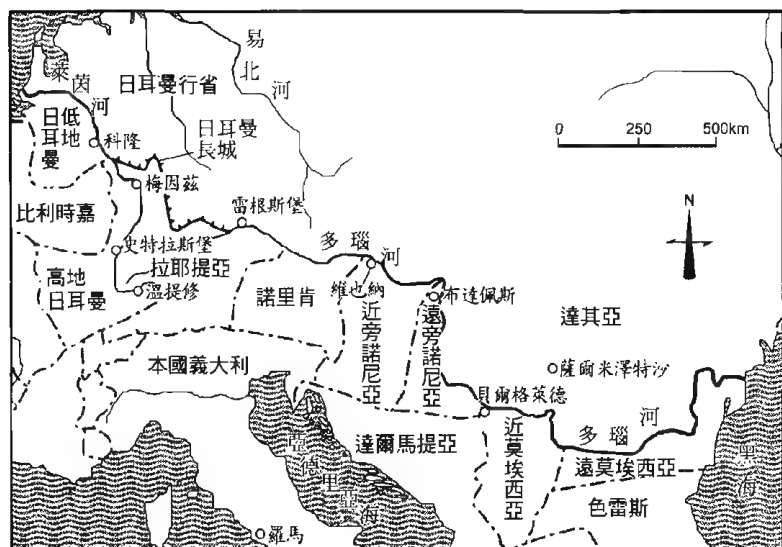 萊茵河
易北河
日耳曼行省
日低
耳地
曼
科隆
日耳曼
長城
0 250 500km
梅因茲
比利時嘉
雷根斯堡
N
史特拉斯堡
多瑙河
拉耶提亞
高地
日耳曼
溫提修
諾里肯
維也納
布達佩斯
近旁諾尼亞
遠旁諾尼亞
達其亞
本國義大利
薩爾米澤特沙
貝爾格萊德
亞德里亞海
達爾馬提亞
近莫埃西亞
多瑙河
遠莫埃西亞
黑海
色雷斯
羅馬